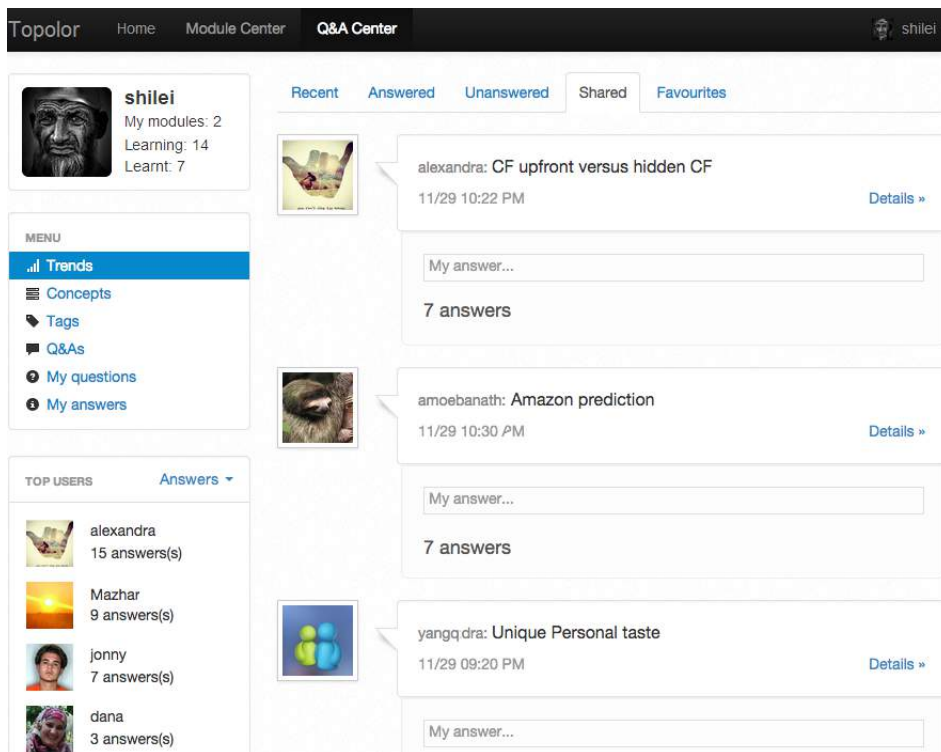 Topolor Home Module Center Q&A Center shilei
shilei
My modules: 2
Learning: 14
Learnt: 7
MENU
Trends
Concepts
Tags
Q&As
My questions
My answers
TOP USERS Answers
alexandra
15 answers(s)
Mazhar
9 answers(s)
jonny
7 answers(s)
dana
3 answers(s)
Recent Answered Unanswered Shared Favourites
alexandra: CF upfront versus hidden CF
11/29 10:22 PM Details »
My answer...
7 answers
amoebanath: Amazon prediction
11/29 10:30 PM Details »
My answer...
7 answers
yangqdra: Unique Personal taste
11/29 09:20 PM Details »
My answer...